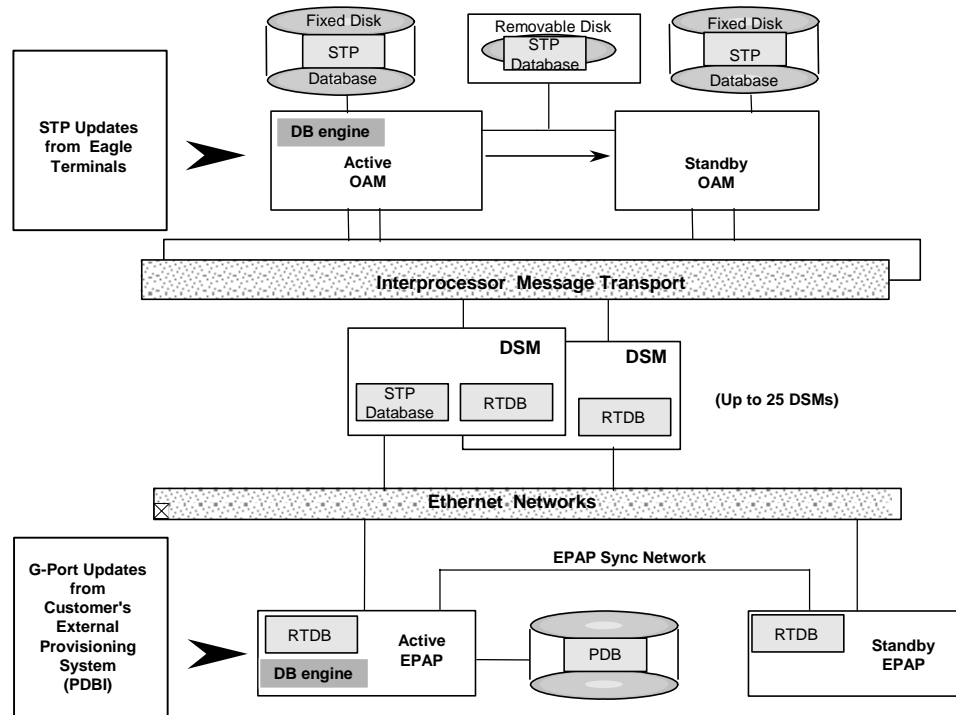 Fixed Disk
STP
Database
Removable Disk
STP
Database
Fixed Disk
STP
Database
STP Updates
from Eagle
Terminals
DB engine
Active
OAM
Standby
OAM
Interprocessor Message Transport
DSM
STP
Database
RTDB
DSM
RTDB
(Up to 25 DSMs)
Ethernet Networks
EPAP Sync Network
G-Port Updates
from
Customer's
External
Provisioning
System
(PDBI)
RTDB
DB engine
Active
EPAP
PDB
RTDB
Standby
EPAP